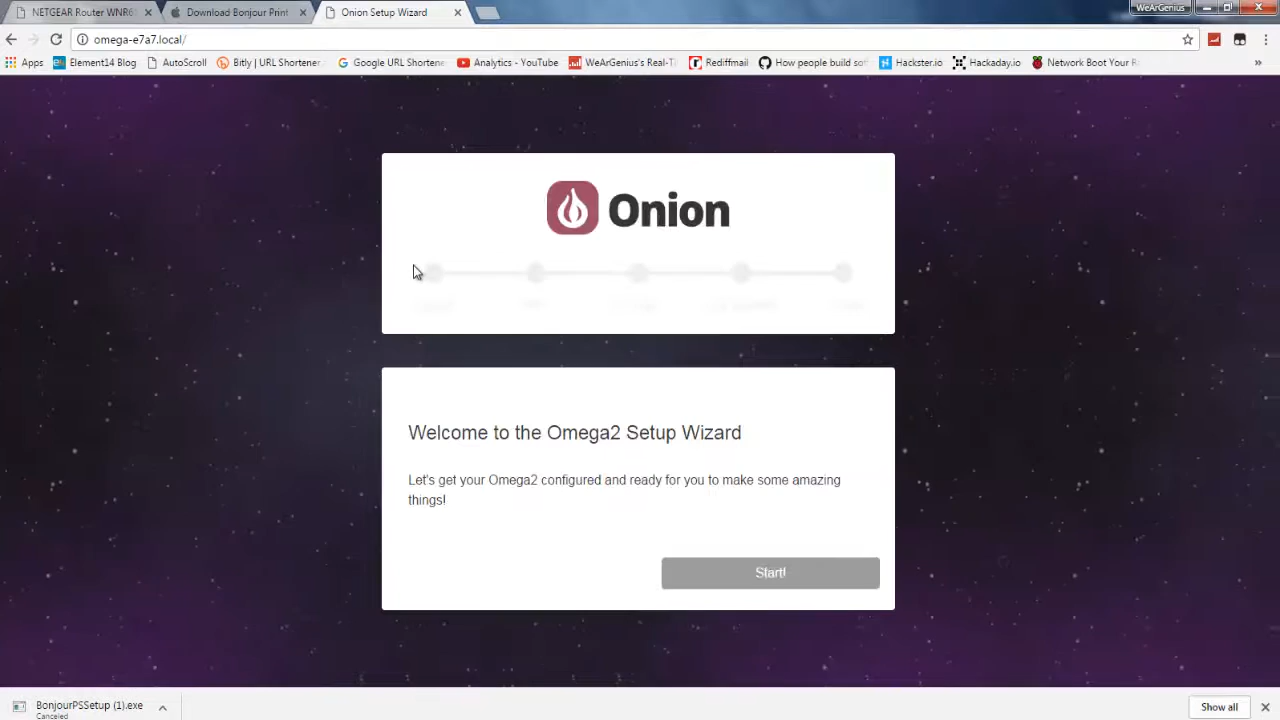 NETGEAR Router WNR6
Download Bonjour Print
Onion Setup Wizard
WeArGenius
omega-e7a7.local/
Apps
Element14 Blog
AutoScroll
Bitly | URL Shortener
Google URL Shortene
Analytics - YouTube
WeArGenius's Real-Ti
Rediffmail
How people build sof
Hackster.io
Hackaday.io
Network Boot Your R
»
Onion
Welcome to the Omega2 Setup Wizard
Let's get your Omega2 configured and ready for you to make some amazing
things!
Start!
BonjourPSSetup (1).exe
Canceled
Show all